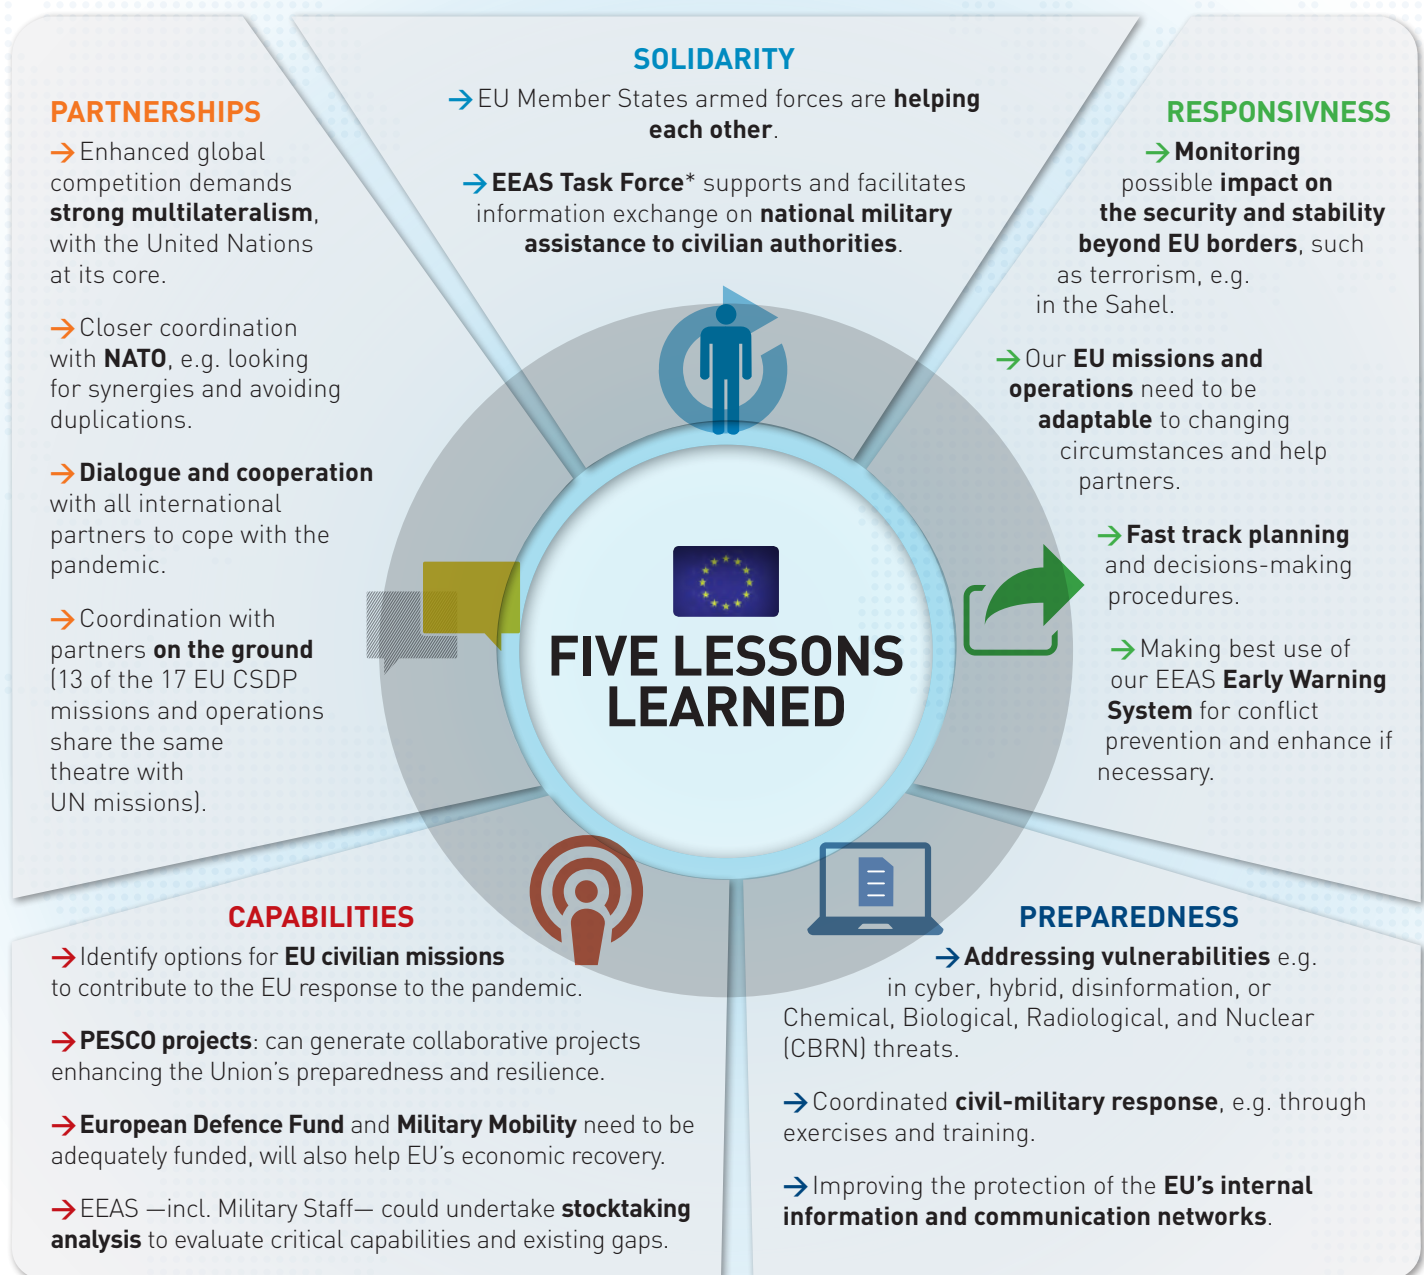 SOLIDARITY
→ EU Member States armed forces are helping
each other.
→ EEAS Task Force* supports and facilitates
information exchange on national military
assistance to civilian authorities.
PARTNERSHIPS
→ Enhanced global
competition demands
strong multilateralism,
with the United Nations
at its core.
→ Closer coordination
with NATO, e.g. looking
for synergies and avoiding
duplications.
→ Dialogue and cooperation
with all international
partners to cope with the
pandemic.
→ Coordination with
partners on the ground
(13 of the 17 EU CSDP
missions and operations
share the same
theatre with
UN missions).
RESPONSIVNESS
→ Monitoring
possible impact on
the security and stability
beyond EU borders, such
as terrorism, e.g.
in the Sahel.
→ Our EU missions and
operations need to be
adaptable to changing
circumstances and help
partners.
→ Fast track planning
and decisions-making
procedures.
→ Making best use of
our EEAS Early Warning
System for conflict
prevention and enhance if
necessary.
FIVE LESSONS
LEARNED
CAPABILITIES
→ Identify options for EU civilian missions
to contribute to the EU response to the pandemic.
→ PESCO projects: can generate collaborative projects
enhancing the Union's preparedness and resilience.
→ European Defence Fund and Military Mobility need to be
adequately funded, will also help EU's economic recovery.
→ EEAS —incl. Military Staff— could undertake stocktaking
analysis to evaluate critical capabilities and existing gaps.
PREPAREDNESS
→ Addressing vulnerabilities e.g.
in cyber, hybrid, disinformation, or
Chemical, Biological, Radiological, and Nuclear
(CBRN) threats.
→ Coordinated civil-military response, e.g. through
exercises and training.
→ Improving the protection of the EU's internal
information and communication networks.